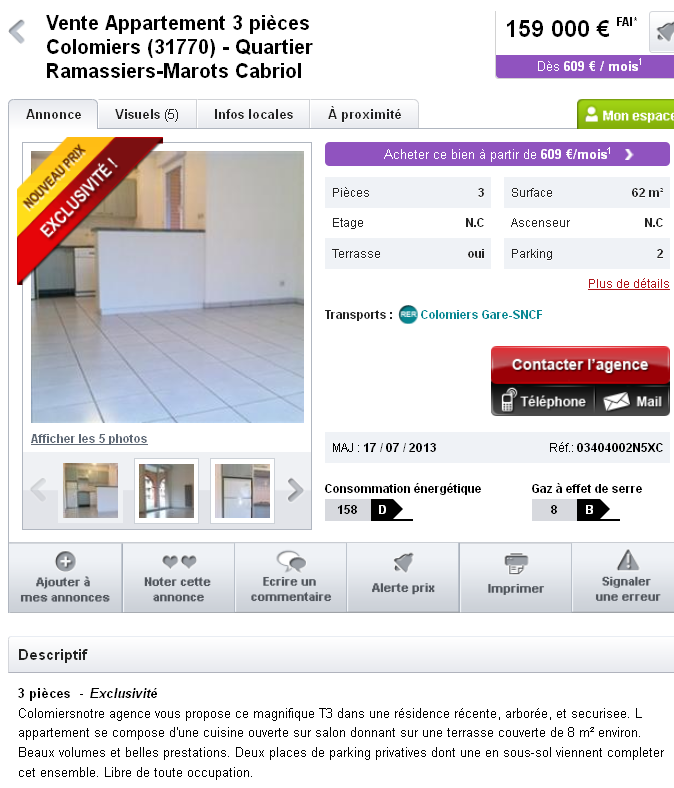 Vente Appartement 3 pièces
Colomiers (31770) - Quartier
Ramassiers-Marots Cabriol
159 000 € FAI*
Dès 609 € / mois¹
Annonce
Visuels (5)
Infos locales
À proximité
Mon espace
NOUVEAU PRIX
EXCLUSIVITÉ !
Acheter ce bien à partir de 609 €/mois¹
Pièces 3
Surface 62 m²
Etage N.C
Ascenseur N.C
Terrasse oui
Parking 2
Plus de détails
Transports : RER Colomiers Gare-SNCF
Contacter l'agence
Téléphone
Mail
Afficher les 5 photos
MAJ : 17 / 07 / 2013
Réf.: 03404002N5XC
Consommation énergétique
158 D
Gaz à effet de serre
8 B
Ajouter à
mes annonces
Noter cette
annonce
Ecrire un
commentaire
Alerte prix
Imprimer
Signaler
une erreur
Descriptif
3 pièces - Exclusivité
Colomiersnotre agence vous propose ce magnifique T3 dans une résidence récente, arborée, et securisee. L
appartement se compose d'une cuisine ouverte sur salon donnant sur une terrasse couverte de 8 m² environ.
Beaux volumes et belles prestations. Deux places de parking privatives dont une en sous-sol viennent completer
cet ensemble. Libre de toute occupation.